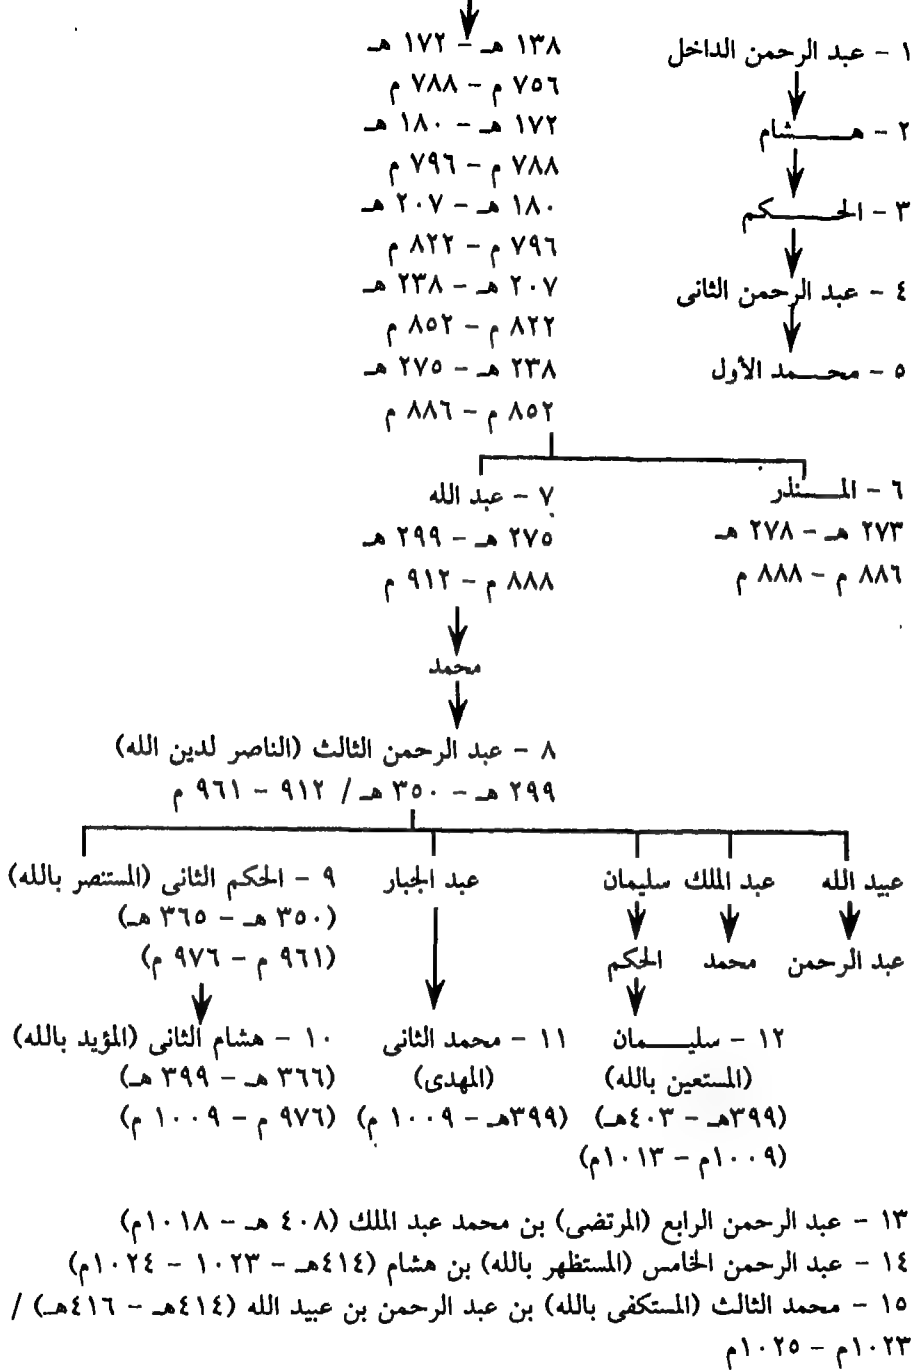 ١ - عبد الرحمن الداخل ١٣٨ هـ - ١٧٢ هـ
٧٥٦ م - ٧٨٨ م
٢ - هـــشام ١٧٢ هـ - ١٨٠ هـ
٧٨٨ م - ٧٩٦ م
٣ - الحـــكم ١٨٠ هـ - ٢٠٧ هـ
٧٩٦ م - ٨٢٢ م
٤ - عبد الرحمن الثانى ٢٠٧ هـ - ٢٣٨ هـ
٨٢٢ م - ٨٥٢ م
٥ - محـــمد الأول ٢٣٨ هـ - ٢٧٥ هـ
٨٥٢ م - ٨٨٦ م
٦ - المـــنذر ٧ - عبد الله
٢٧٣ هـ - ٢٧٨ هـ ٢٧٥ هـ - ٢٩٩ هـ
٨٨٦ م - ٨٨٨ م ٨٨٨ م - ٩١٢ م
محمد
٨ - عبد الرحمن الثالث (الناصر لدين الله)
٢٩٩ هـ - ٣٥٠ هـ / ٩١٢ - ٩٦١ م
عبيد الله عبد الملك سليمان عبد الجبار ٩ - الحكم الثانى (المستنصر بالله)
(٣٥٠ هـ - ٣٦٥ هـ)
عبد الرحمن محمد الحكم (٩٦١ م - ٩٧٦ م)
١٢ - سليـــمان ١١ - محمد الثانى ١٠ - هشام الثانى (المؤيد بالله)
(المستعين بالله) (المهدى) (٣٦٦ هـ - ٣٩٩ هـ)
(٣٩٩هـ - ٤٠٣هـ) (٣٩٩هـ - ١٠٠٩ م) (٩٧٦ م - ١٠٠٩ م)
(١٠٠٩م - ١٠١٣م)
١٣ - عبد الرحمن الرابع (المرتضى) بن محمد عبد الملك (٤٠٨ هـ - ١٠١٨م)
١٤ - عبد الرحمن الخامس (المستظهر بالله) بن هشام (٤١٤هـ - ١٠٢٣ - ١٠٢٤م)
١٥ - محمد الثالث (المستكفى بالله) بن عبد الرحمن بن عبيد الله (٤١٤هـ - ٤١٦هـ) /
١٠٢٣م - ١٠٢٥م